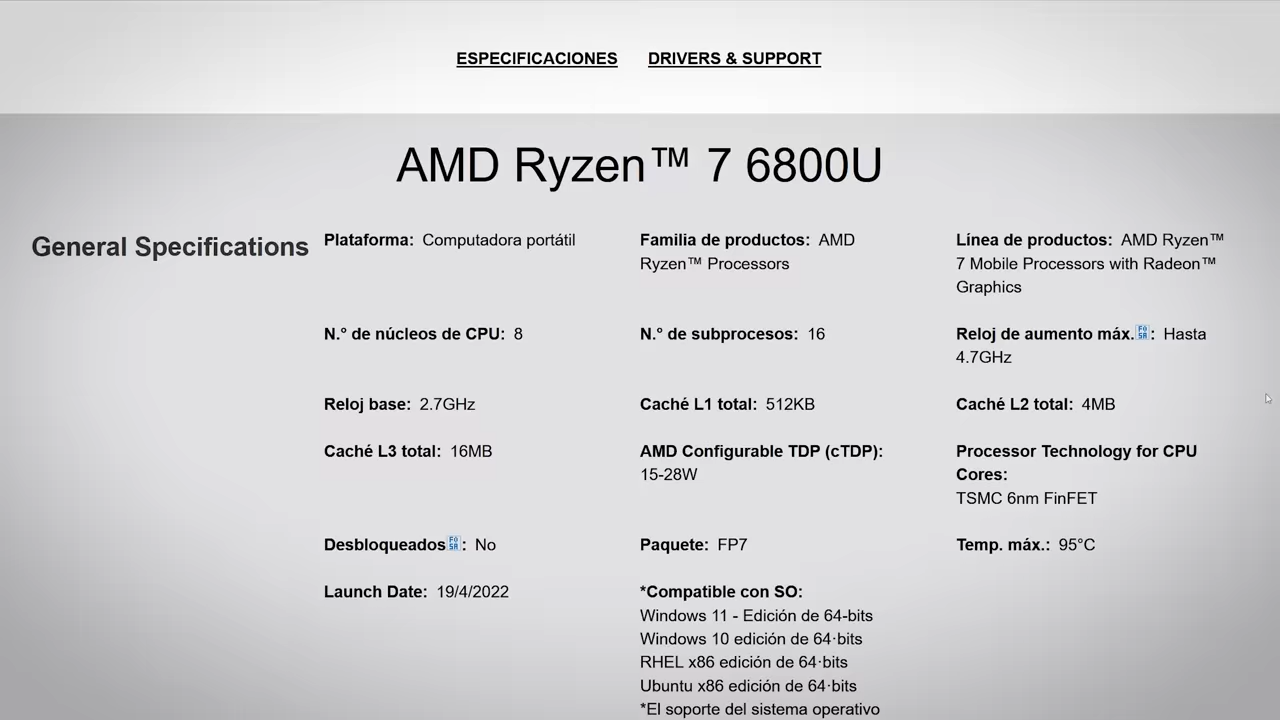 ESPECIFICACIONES DRIVERS & SUPPORT
AMD Ryzen™ 7 6800U
General Specifications
Plataforma: Computadora portátil
Familia de productos: AMD
Ryzen™ Processors
Línea de productos: AMD Ryzen™
7 Mobile Processors with Radeon™
Graphics
N.° de núcleos de CPU: 8
N.° de subprocesos: 16
Reloj de aumento máx.: Hasta
4.7GHz
Reloj base: 2.7GHz
Caché L1 total: 512KB
Caché L2 total: 4MB
Caché L3 total: 16MB
AMD Configurable TDP (cTDP):
15-28W
Processor Technology for CPU
Cores:
TSMC 6nm FinFET
Desbloqueados: No
Paquete: FP7
Temp. máx.: 95°C
Launch Date: 19/4/2022
*Compatible con SO:
Windows 11 - Edición de 64-bits
Windows 10 edición de 64·bits
RHEL x86 edición de 64·bits
Ubuntu x86 edición de 64·bits
*El soporte del sistema operativo